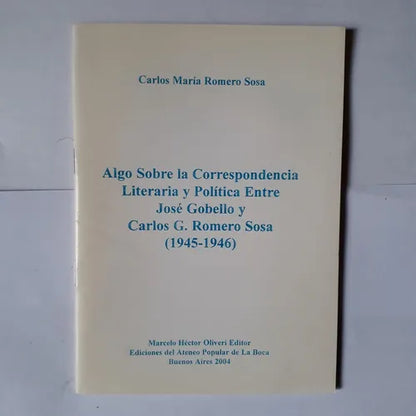 Carlos María Romero Sosa
Algo Sobre la Correspondencia
Literaria y Política Entre
José Gobello y
Carlos G. Romero Sosa
(1945-1946)
Marcelo Héctor Oliveri Editor
Ediciones del Ateneo Popular de La Boca
Buenos Aires 2004